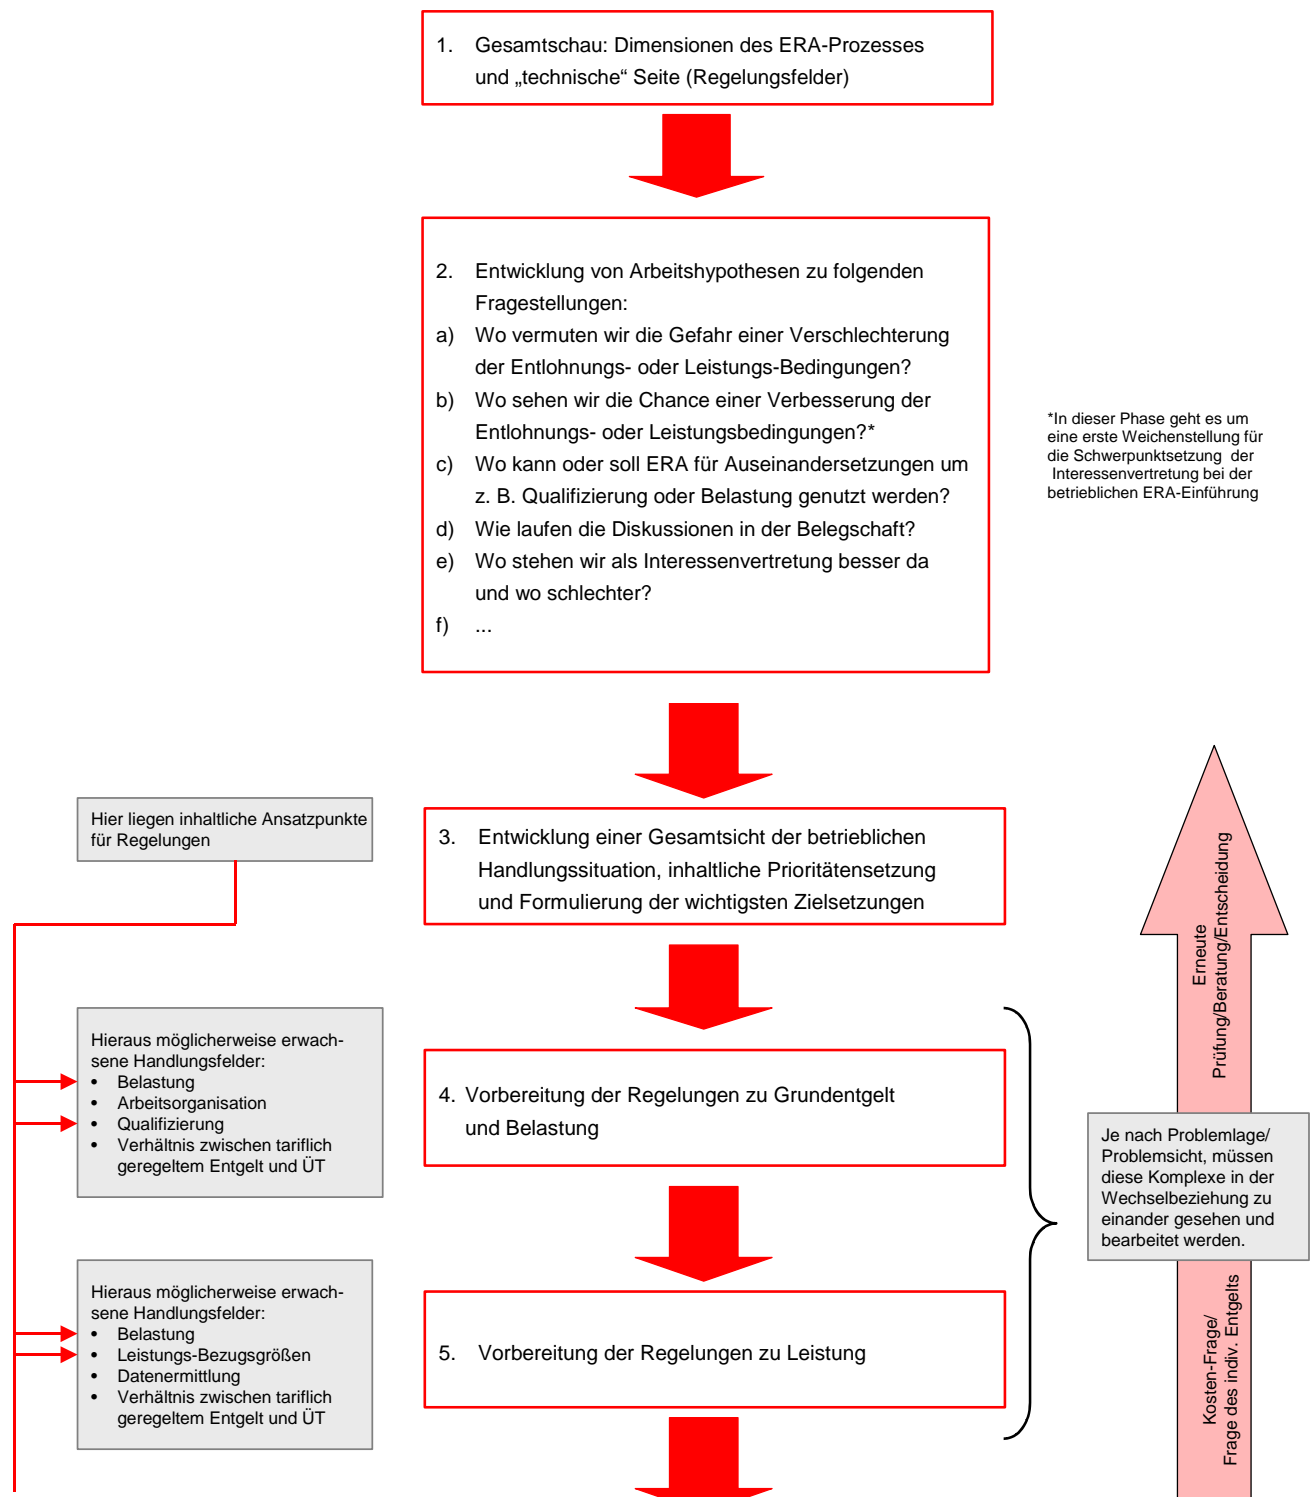 1. Gesamtschau: Dimensionen des ERA-Prozesses
und „technische“ Seite (Regelungsfelder)
2. Entwicklung von Arbeitshypothesen zu folgenden
Fragestellungen:
a) Wo vermuten wir die Gefahr einer Verschlechterung
der Entlohnungs- oder Leistungs-Bedingungen?
b) Wo sehen wir die Chance einer Verbesserung der
Entlohnungs- oder Leistungsbedingungen?*
c) Wo kann oder soll ERA für Auseinandersetzungen um
z. B. Qualifizierung oder Belastung genutzt werden?
d) Wie laufen die Diskussionen in der Belegschaft?
e) Wo stehen wir als Interessenvertretung besser da
und wo schlechter?
f) ...
*In dieser Phase geht es um
eine erste Weichenstellung für
die Schwerpunktsetzung der
Interessenvertretung bei der
betrieblichen ERA-Einführung
Hier liegen inhaltliche Ansatzpunkte
für Regelungen
3. Entwicklung einer Gesamtsicht der betrieblichen
Handlungssituation, inhaltliche Prioritätensetzung
und Formulierung der wichtigsten Zielsetzungen
Erneute
Prüfung/Beratung/Entscheidung
Hieraus möglicherweise erwach-
sene Handlungsfelder:
• Belastung
• Arbeitsorganisation
• Qualifizierung
• Verhältnis zwischen tariflich
geregeltem Entgelt und ÜT
4. Vorbereitung der Regelungen zu Grundentgelt
und Belastung
Je nach Problemlage/
Problemsicht, müssen
diese Komplexe in der
Wechselbeziehung zu
einander gesehen und
bearbeitet werden.
Hieraus möglicherweise erwach-
sene Handlungsfelder:
• Belastung
• Leistungs-Bezugsgrößen
• Datenermittlung
• Verhältnis zwischen tariflich
geregeltem Entgelt und ÜT
5. Vorbereitung der Regelungen zu Leistung
Kosten-Frage/
Frage des indiv. Entgelts